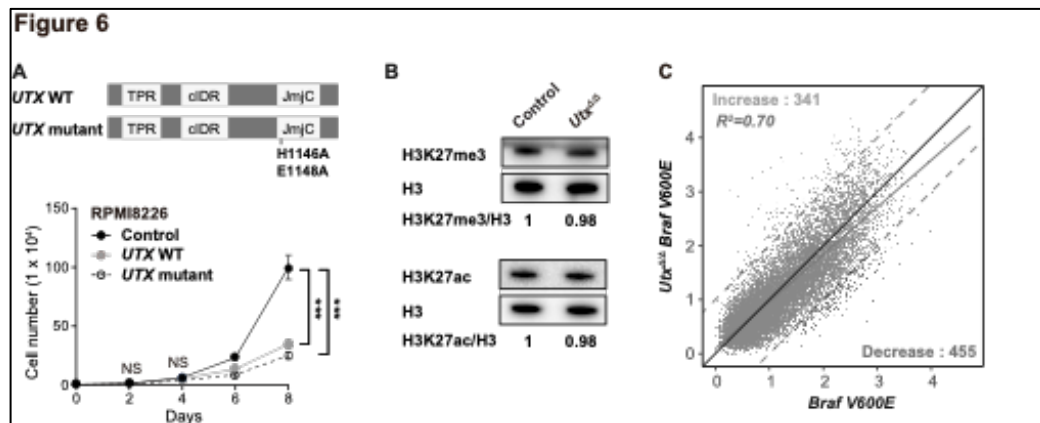 Figure 6
A
UTX WT
TPR
cIDR
JmjC
UTX mutant
TPR
cIDR
JmjC
H1146A
E1148A
RPMI8226
Control
UTX WT
UTX mutant
Cell number (1 x 10⁴)
150
100
50
0
NS
NS
***
***
0 2 4 6 8
Days
B
Control
UtxΔ/Δ
H3K27me3
H3
H3K27me3/H3 1 0.98
H3K27ac
H3
H3K27ac/H3 1 0.98
C
Increase : 341
R²=0.70
UtxΔ/Δ Braf V600E
4
3
2
1
0
Decrease : 455
0 1 2 3 4
Braf V600E